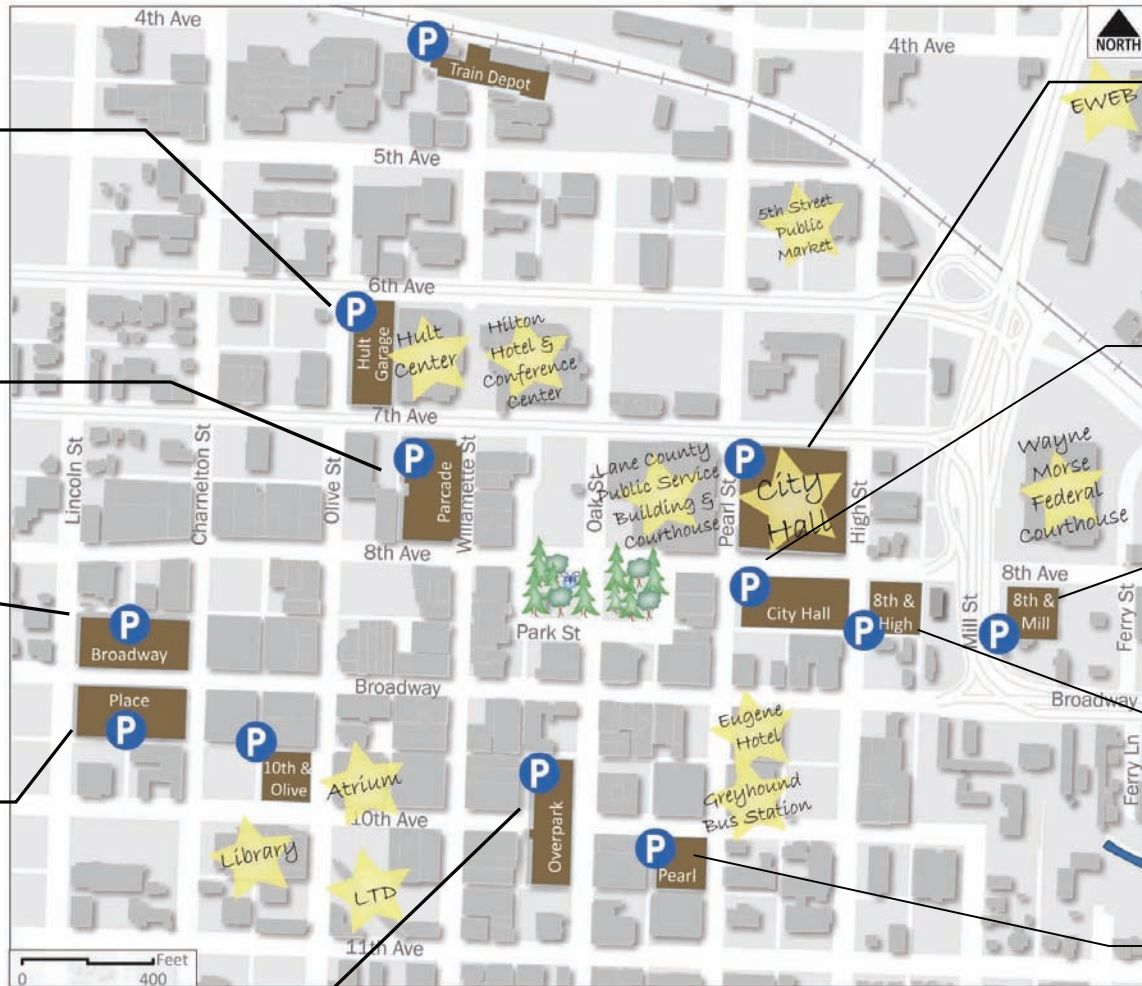 4th Ave
P
Train Depot
4th Ave
NORTH
EWEB
5th Ave
5th Street
Public
Market
6th Ave
P
Hult
Garage
Hult
Center
Hilton
Hotel &
Conference
Center
7th Ave
Lincoln St
Charnelton St
Olive St
P
Parcade
Wilamette St
Oak St
Lane County
Public Service
Building &
Courthouse
Pearl St
P
City
Hall
High St
Wayne
Morse
Federal
Courthouse
8th Ave
8th Ave
P
City Hall
P
8th &
High
Mill St
P
8th &
Mill
Ferry St
P
Broadway
Park St
Broadway
Broadway
Place
P
P
10th &
Olive
Atrium
10th Ave
P
Overpark
Eugene
Hotel
Greyhound
Bus Station
Ferry Ln
Library
LTD
P
Pearl
11th Ave
Feet
0 400